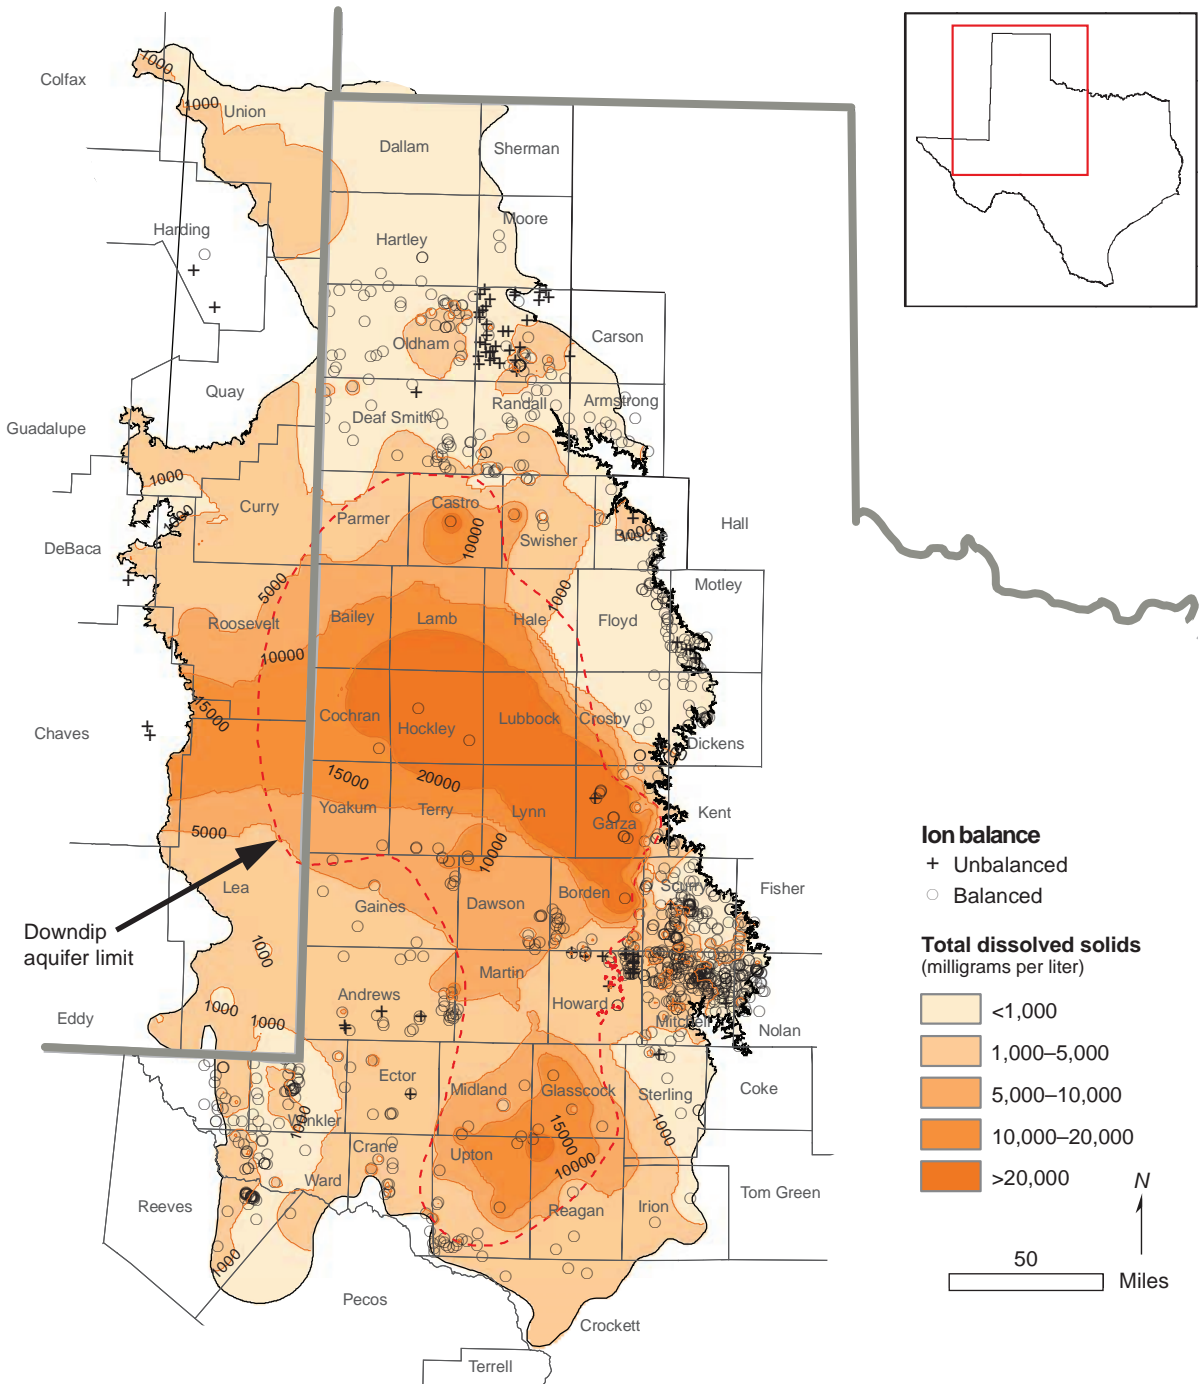 Colfax
1000
1000
Union
Dallam
Sherman
Harding
Moore
Hartley
Oldham
Carson
Quay
Deaf Smith
Randall
Armstrong
Guadalupe
1000
Curry
1000
Castro
Parmer
10000
Swisher
1000
Briscoe
Hall
DeBaca
5000
1000
Motley
Roosevelt
Bailey
Lamb
Hale
Floyd
10000
15000
Cochran
Hockley
Lubbock
Crosby
Chaves
Dickens
15000
20000
Yoakum
Terry
Lynn
Garza
Kent
5000
10000
Lea
Gaines
Dawson
Borden
Scurry
Fisher
Downdip
aquifer limit
1000
Martin
Andrews
Howard
Mitchell
Nolan
Eddy
1000
1000
Ector
Midland
Glasscock
Sterling
Coke
Winkler
1000
15000
1000
Crane
Upton
10000
Ward
Reeves
Reagan
Irion
Tom Green
1000
Pecos
Crockett
Terrell
Ion balance
+ Unbalanced
Balanced
Total dissolved solids
(milligrams per liter)
<1,000
1,000–5,000
5,000–10,000
10,000–20,000
>20,000
N
50
Miles